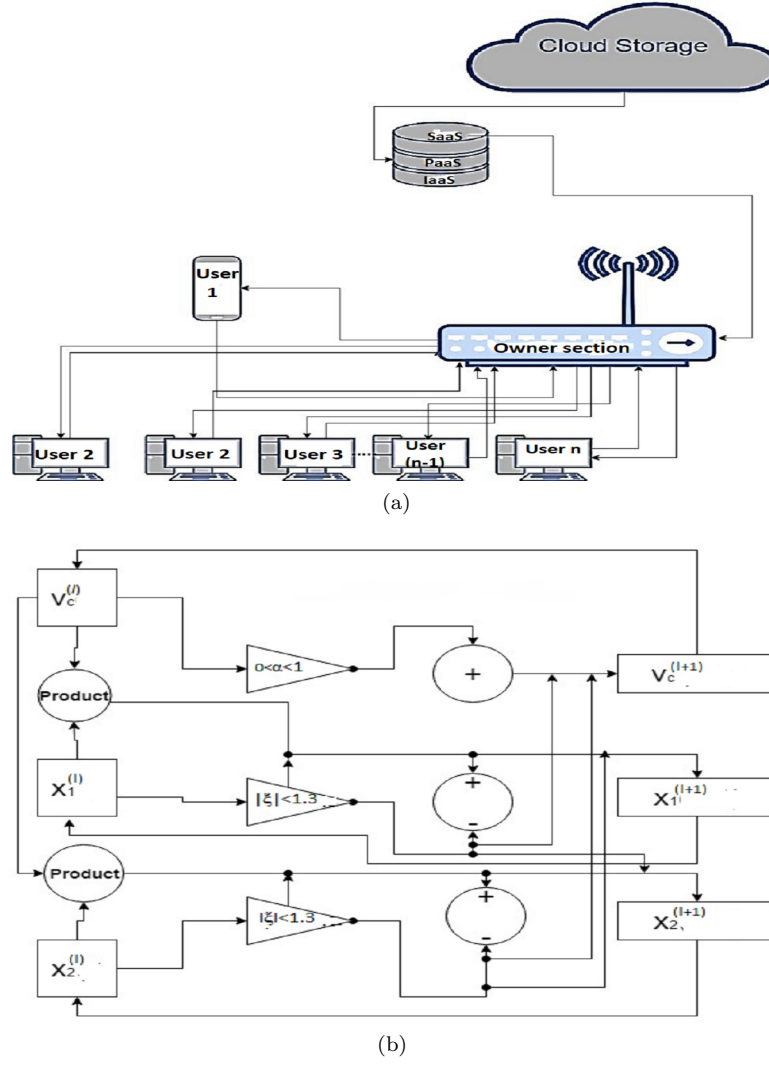 Cloud Storage
SaaS
PaaS
IaaS
User
1
Owner section
User 2
User 2
User 3
User
(n-1)
User n
(a)
V_c^(l)
0<α<1
+
V_c^(l+1)
Product
X_1^(l)
|ξ|<1.3
+
-
X_1^(l+1)
Product
X_2^(l)
|ξ|<1.3
+
-
X_2^(l+1)
(b)